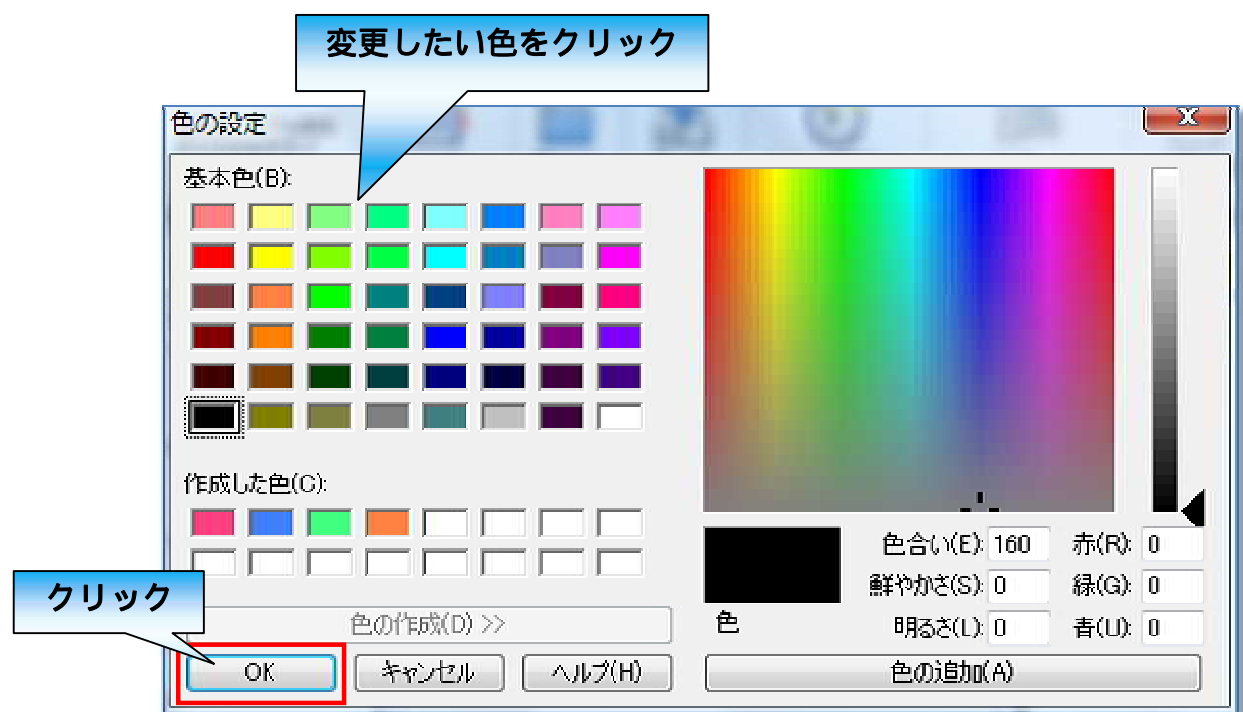 変更したい色をクリック
色の設定
基本色(B):
作成した色(C):
クリック
色の作成(D) >>
OK
キャンセル
ヘルプ(H)
色
色合い(E): 160
赤(R): 0
鮮やかさ(S): 0
緑(G): 0
明るさ(L): 0
青(U): 0
色の追加(A)